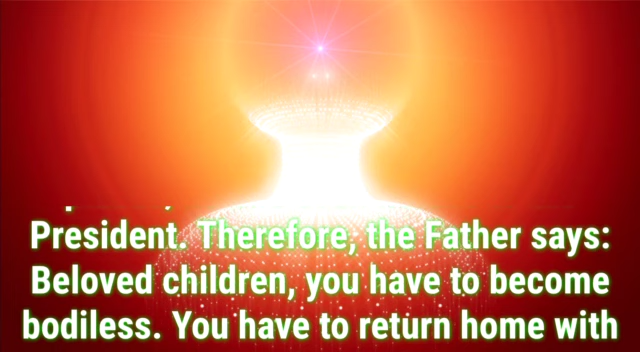 President. Therefore, the Father says:
Beloved children, you have to become
bodiless. You have to return home with